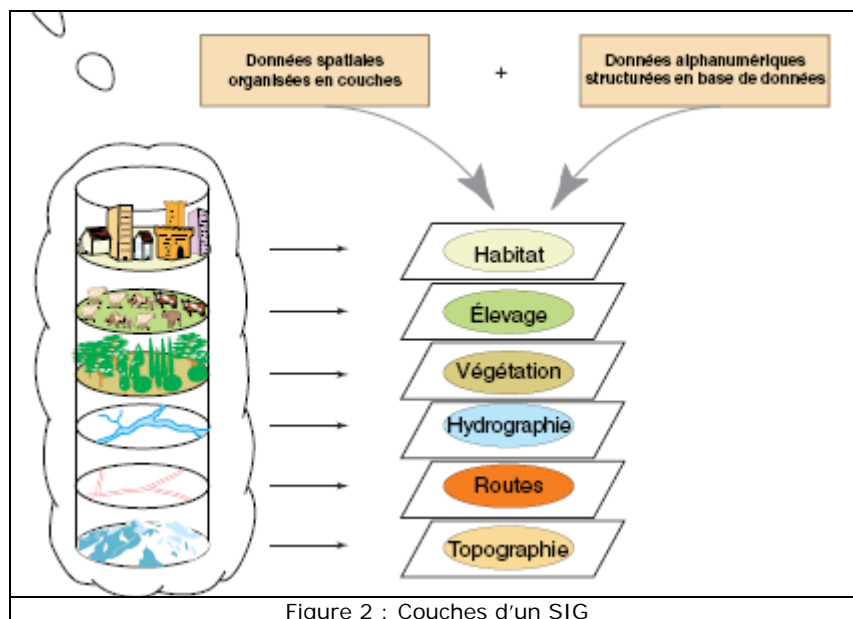 Données spatiales
organisées en couches
+
Données alphanumériques
structurées en base de données
Habitat
Élevage
Végétation
Hydrographie
Routes
Topographie
Figure 2 : Couches d'un SIG